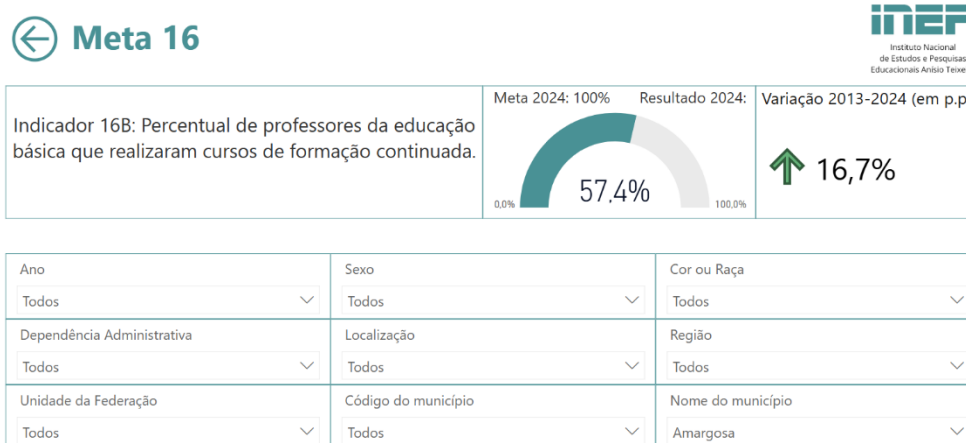 Meta 16
inep
Instituto Nacional
de Estudos e Pesquisas
Educacionais Anísio Teixe
Indicador 16B: Percentual de professores da educação
básica que realizaram cursos de formação continuada.
Meta 2024: 100%
Resultado 2024:
57,4%
0,0%
100,0%
Variação 2013-2024 (em p.p
16,7%
Ano
Todos
Sexo
Todos
Cor ou Raça
Todos
Dependência Administrativa
Todos
Localização
Todos
Região
Todos
Unidade da Federação
Todos
Código do município
Todos
Nome do município
Amargosa